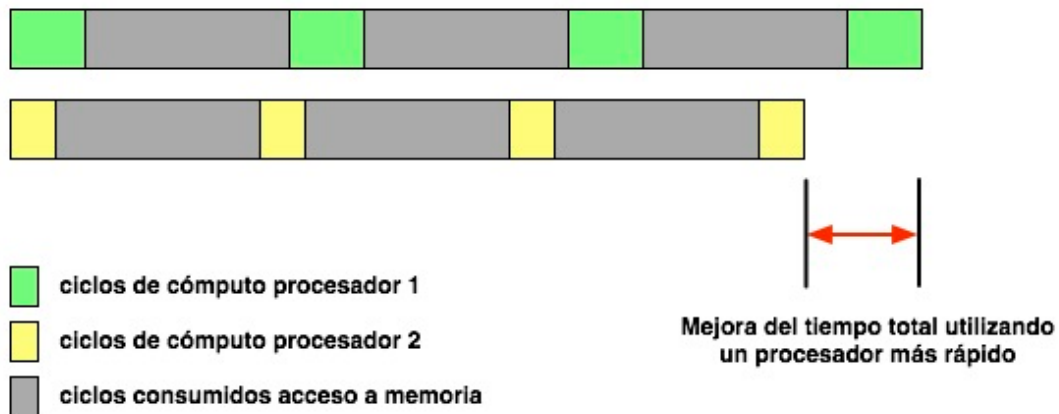 ciclos de cómputo procesador 1
ciclos de cómputo procesador 2
ciclos consumidos acceso a memoria
Mejora del tiempo total utilizando
un procesador más rápido